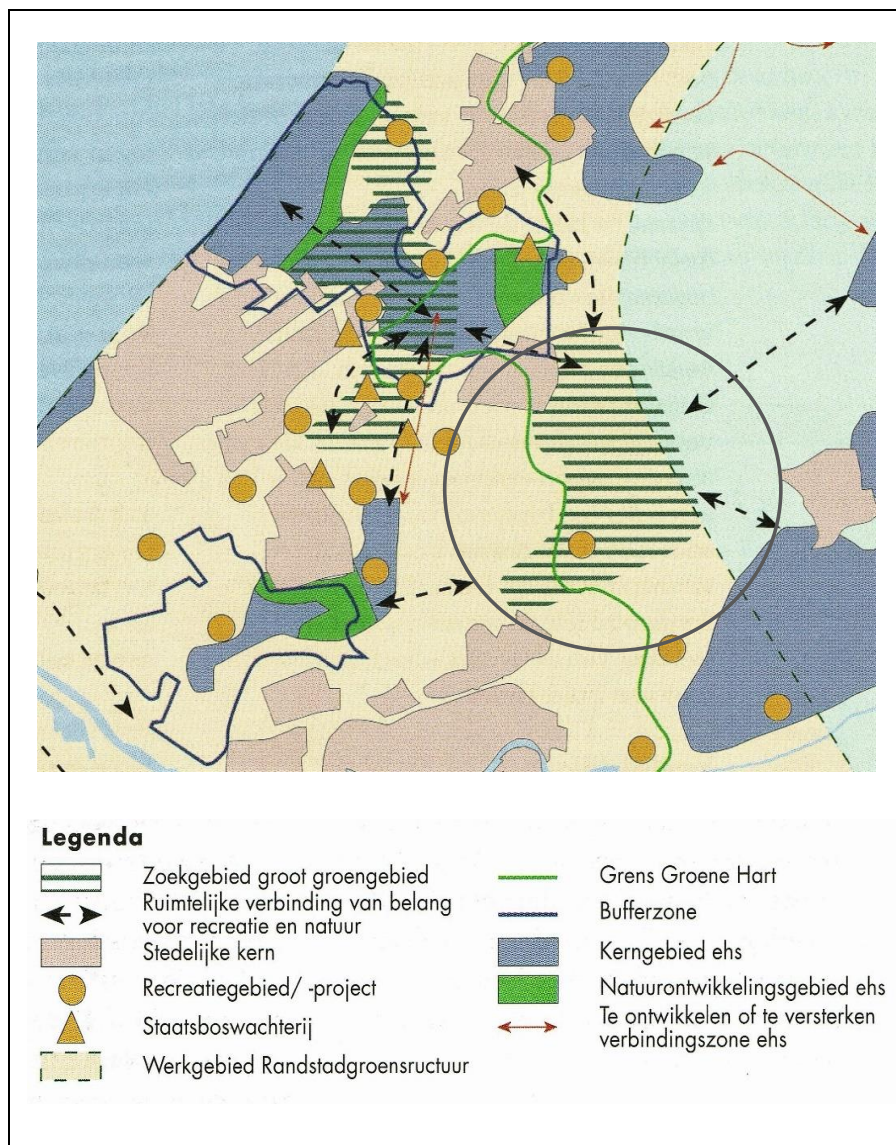 Legenda
Zoekgebied groot groengebied
Ruimtelijke verbinding van belang
voor recreatie en natuur
Stedelijke kern
Recreatiegebied/ -project
Staatsboswachterij
Werkgebied Randstadgroensructuur
Grens Groene Hart
Bufferzone
Kerngebied ehs
Natuurontwikkelingsgebied ehs
Te ontwikkelen of te versterken
verbindingszone ehs